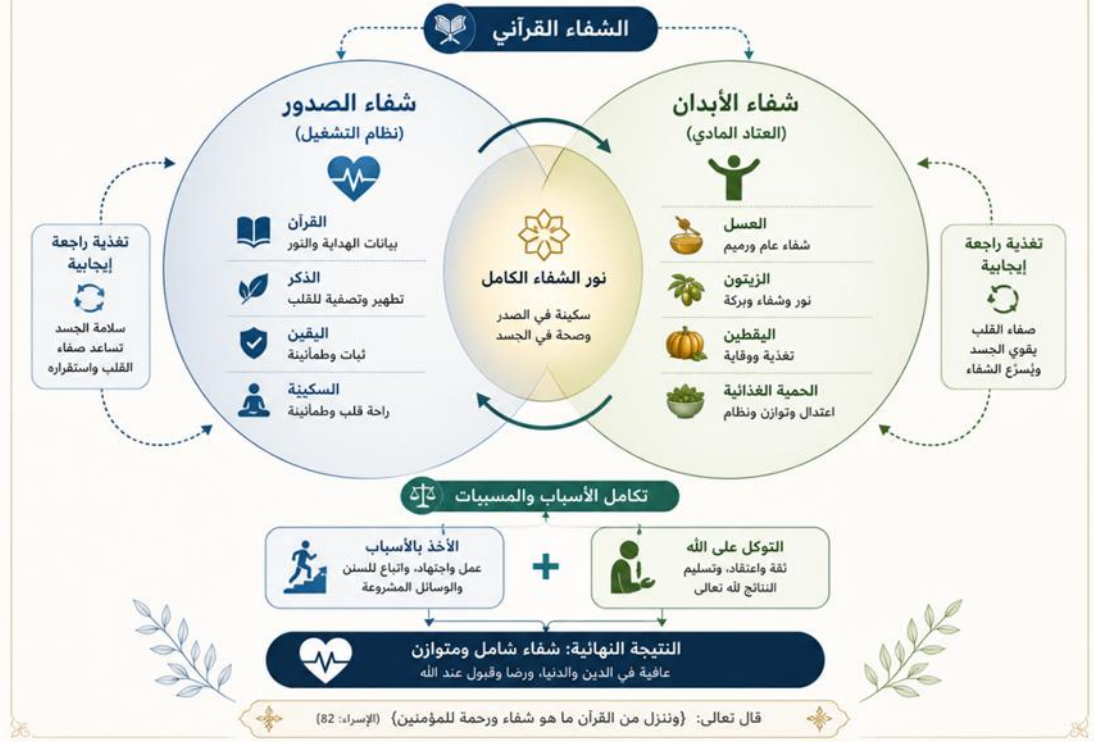 الشفاء القرآني
شفاء الأبدان
(العتاد المادي)
العسل
شفاء عام ورميم
الزيتون
نور وشفاء وبركة
اليقطين
تغذية ووقاية
الحمية الغذائية
اعتدال وتوازن ونظام
شفاء الصدور
(نظام التشغيل)
القرآن
بيانات الهداية والنور
الذكر
تطهير وتصفية للقلب
اليقين
ثبات وطمأنينة
السكينة
راحة قلب وطمأنينة
نور الشفاء الكامل
سكينة في الصدر
وصحة في الجسد
تغذية راجعة
إيجابية
صفاء القلب
يقوي الجسد
ويُسرّع الشفاء
تغذية راجعة
إيجابية
سلامة الجسد
تساعد صفاء
القلب واستقراره
تكامل الأسباب والمسببات
التوكل على الله
ثقة واعتقاد، وتسليم
النتائج لله تعالى
+
الأخذ بالأسباب
عمل واجتهاد، واتباع للسنن
والوسائل المشروعة
النتيجة النهائية: شفاء شامل ومتوازن
عافية في الدين والدنيا، ورضا وقبول عند الله
قال تعالى: {وننزل من القرآن ما هو شفاء ورحمة للمؤمنين} (الإسراء: 82)